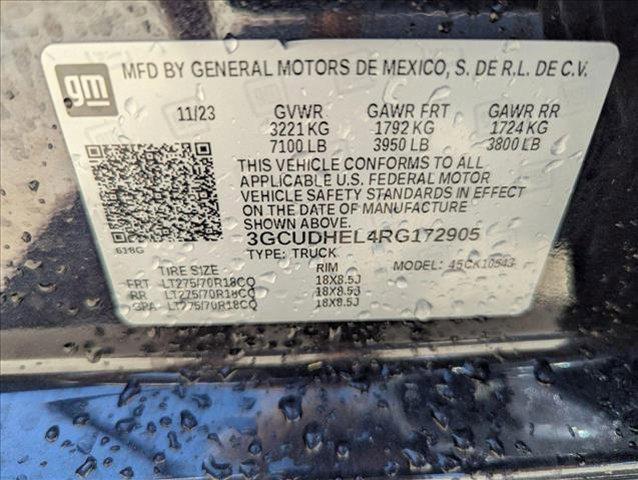 gm
MFD BY GENERAL MOTORS DE MEXICO, S. DE R.L. DE C.V.
11/23 GVWR GAWR FRT GAWR RR
3221 KG 1792 KG 1724 KG
7100 LB 3950 LB 3800 LB
THIS VEHICLE CONFORMS TO ALL
APPLICABLE U.S. FEDERAL MOTOR
VEHICLE SAFETY STANDARDS IN EFFECT
ON THE DATE OF MANUFACTURE
SHOWN ABOVE.
618G 3GCUDHEL4RG172905
TYPE: TRUCK MODEL: 45CK10543
TIRE SIZE RIM
FRT LT275/70R18CQ 18X8.5J
RR LT275/70R18CQ 18X8.5J
SPA LT275/70R18CQ 18X8.5J